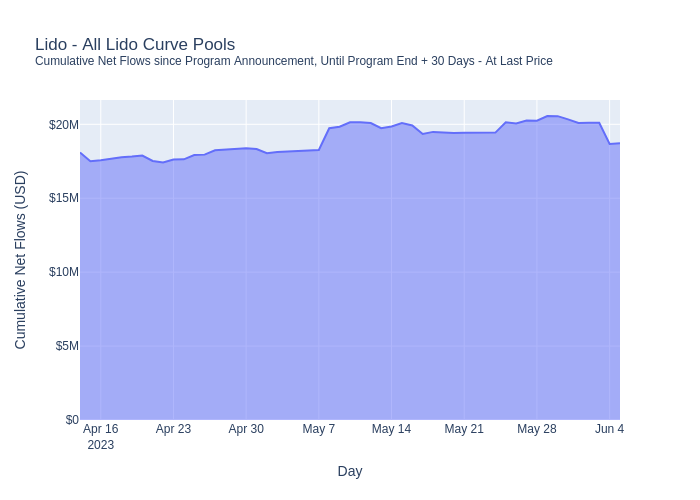 Lido - All Lido Curve Pools
Cumulative Net Flows since Program Announcement, Until Program End + 30 Days - At Last Price
Cumulative Net Flows (USD)
$20M
$15M
$10M
$5M
$0
Apr 16
2023
Apr 23
Apr 30
May 7
May 14
May 21
May 28
Jun 4
Day